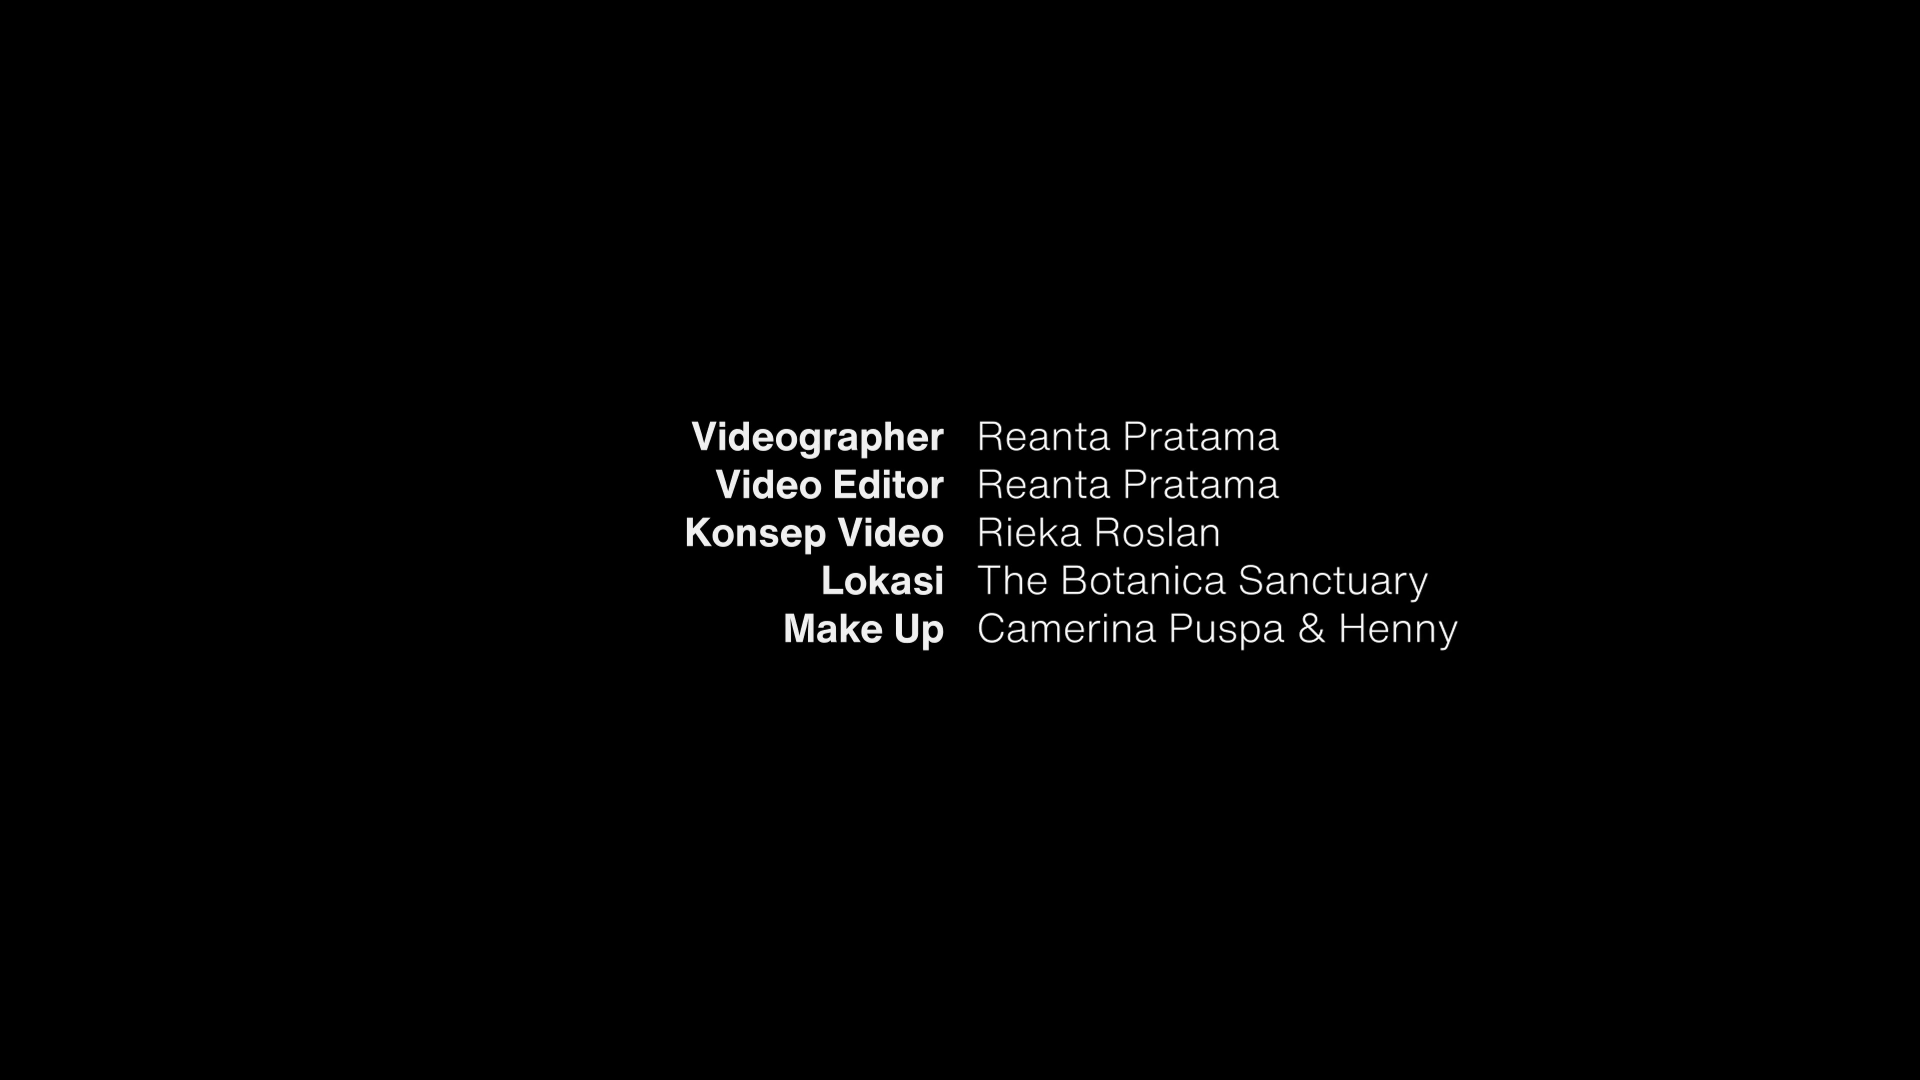 Videographer Reanta Pratama
Video Editor Reanta Pratama
Konsep Video Rieka Roslan
Lokasi The Botanica Sanctuary
Make Up Camerina Puspa & Henny